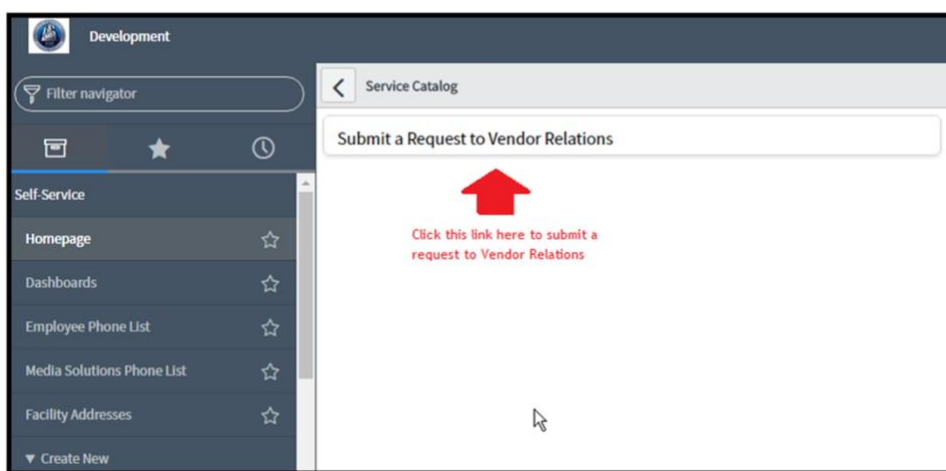 Development
Filter navigator
Self-Service
Homepage
Dashboards
Employee Phone List
Media Solutions Phone List
Facility Addresses
▼ Create New
Service Catalog
Submit a Request to Vendor Relations
Click this link here to submit a
request to Vendor Relations